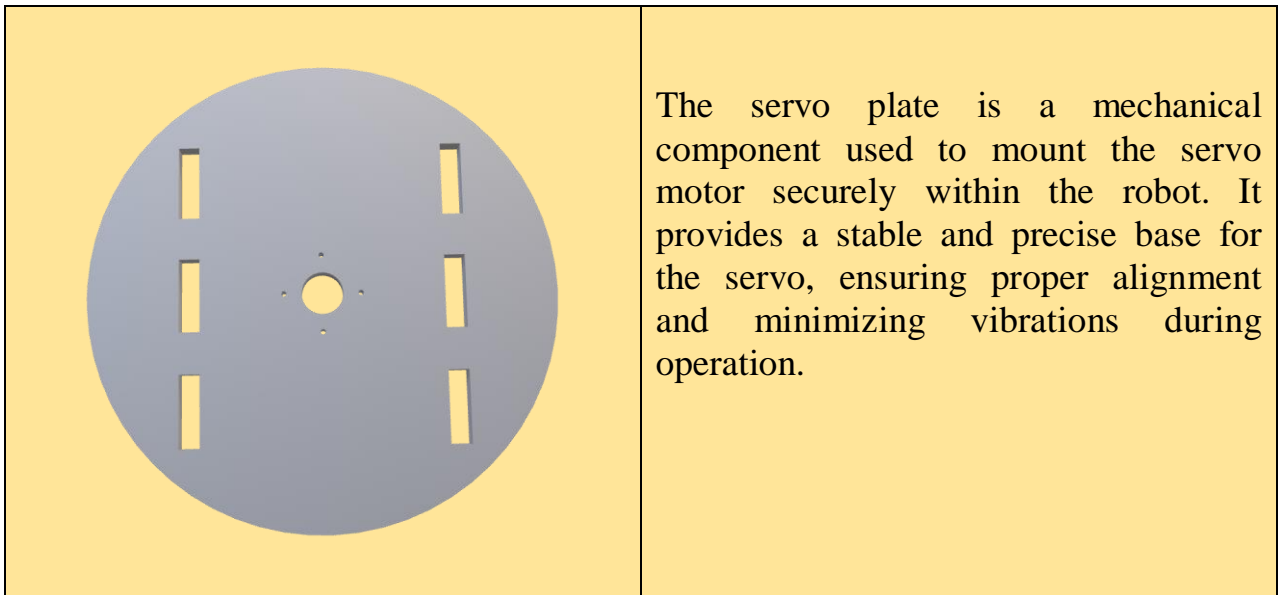 The servo plate is a mechanical
component used to mount the servo
motor securely within the robot. It
provides a stable and precise base for
the servo, ensuring proper alignment
and minimizing vibrations during
operation.